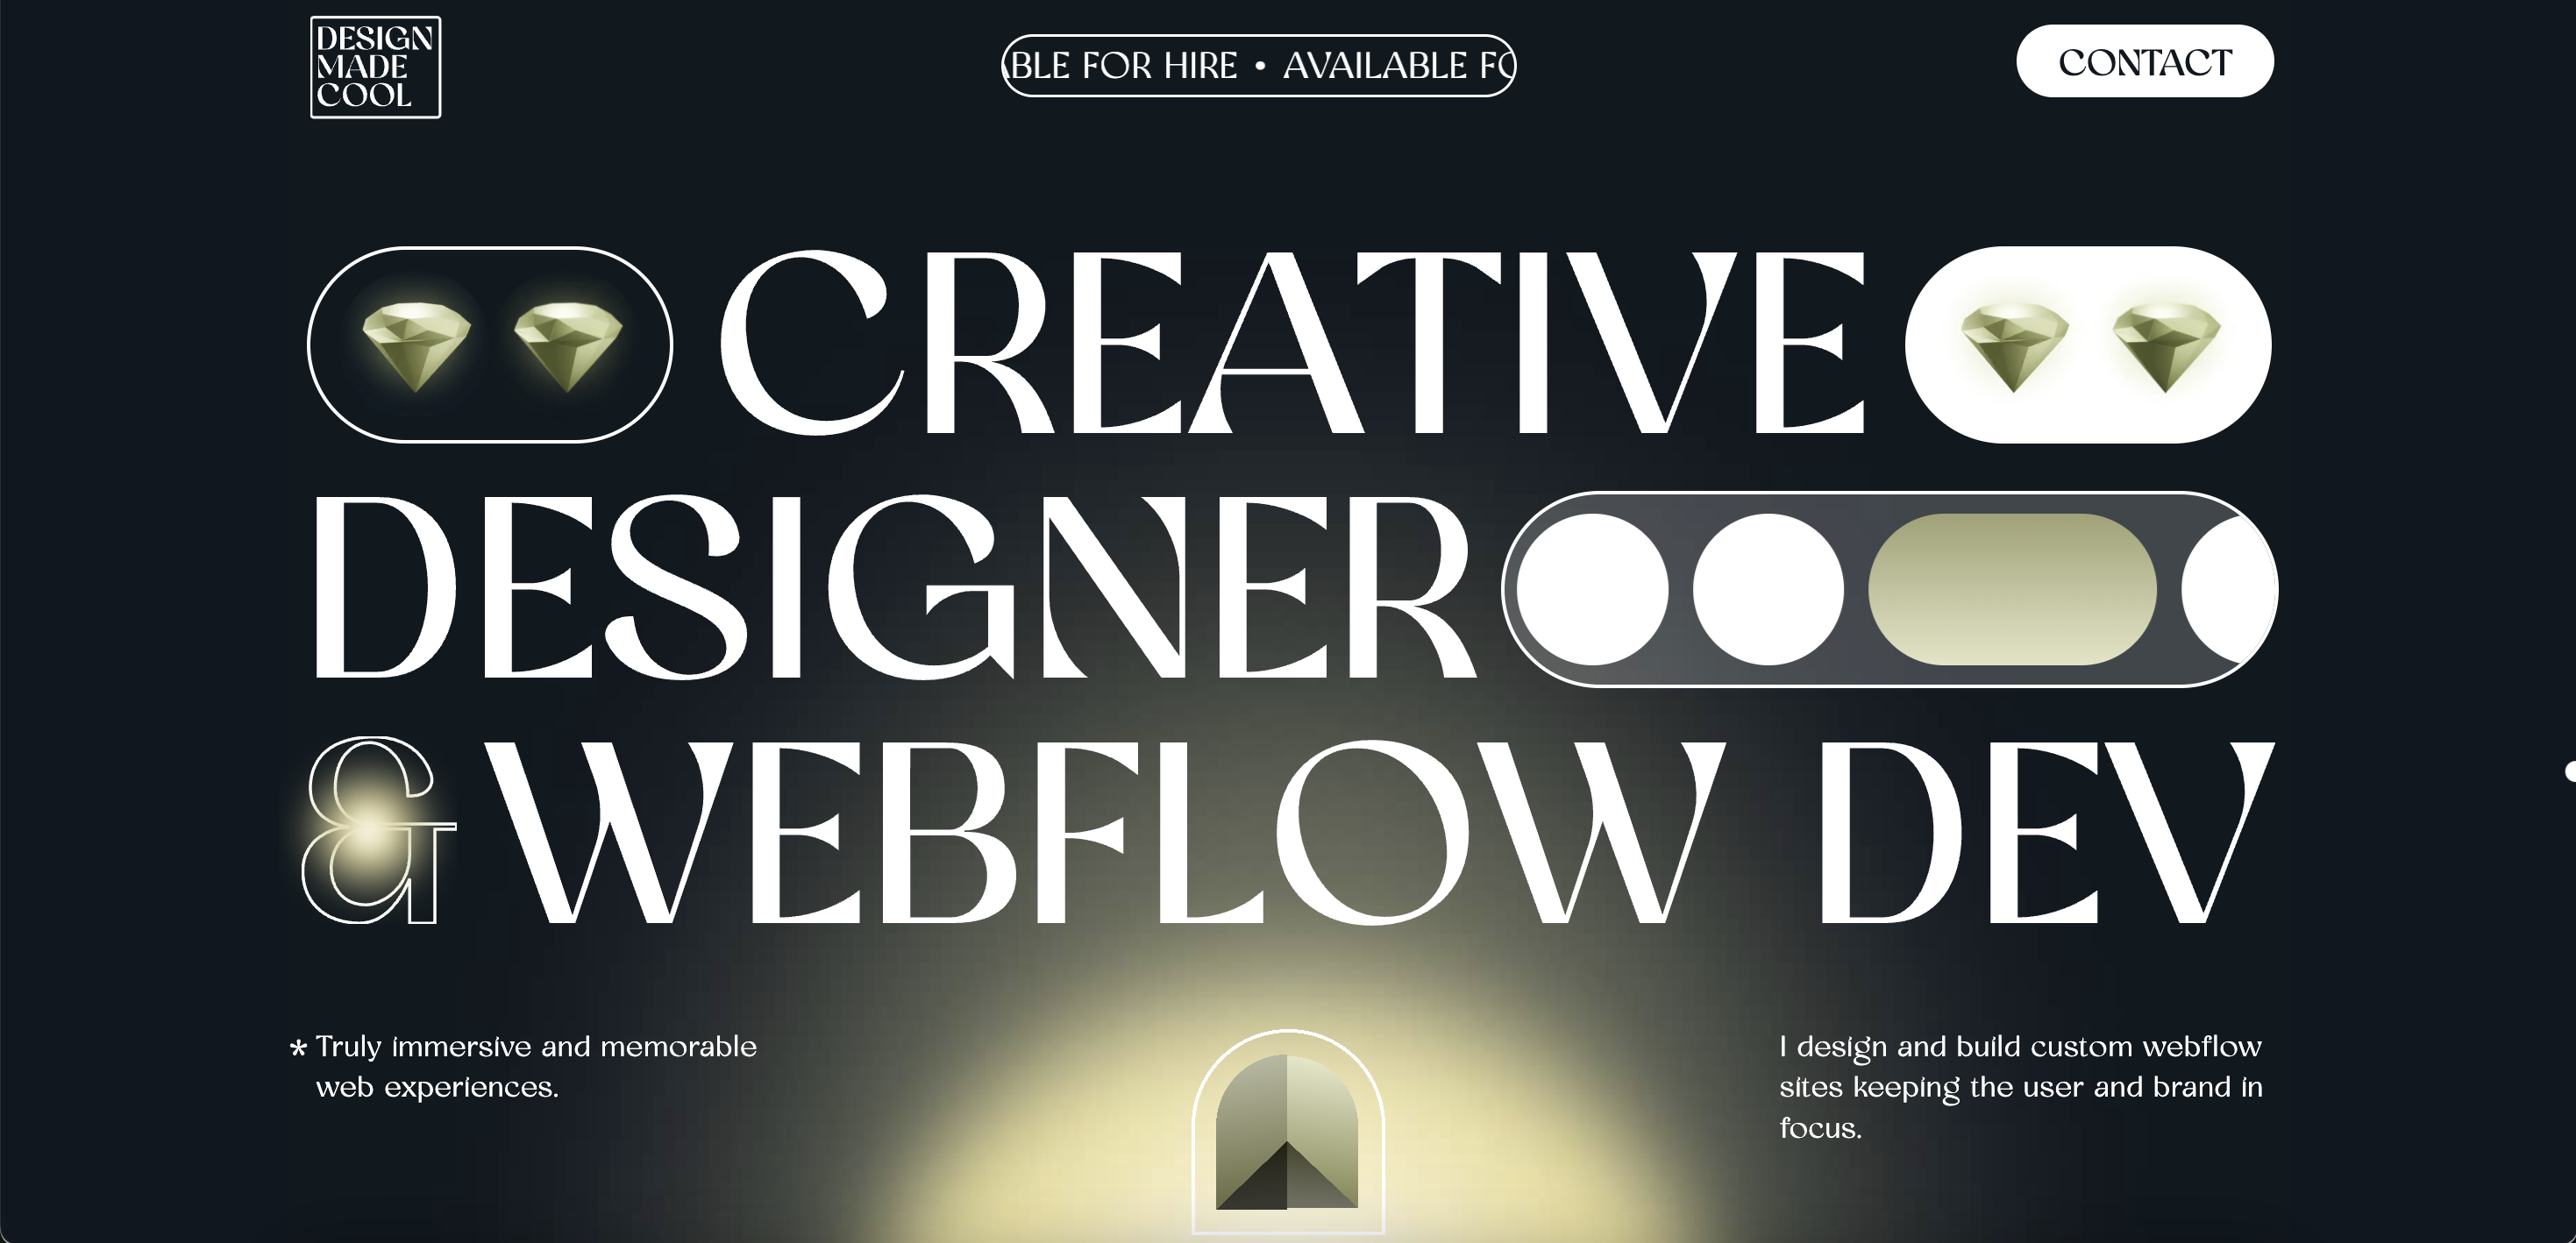 DESIGN
MADE
COOL
BLE FOR HIRE • AVAILABLE FO
CONTACT
CREATIVE
DESIGNER
& WEBFLOW DEV
* Truly immersive and memorable
web experiences.
I design and build custom webflow
sites keeping the user and brand in
focus.